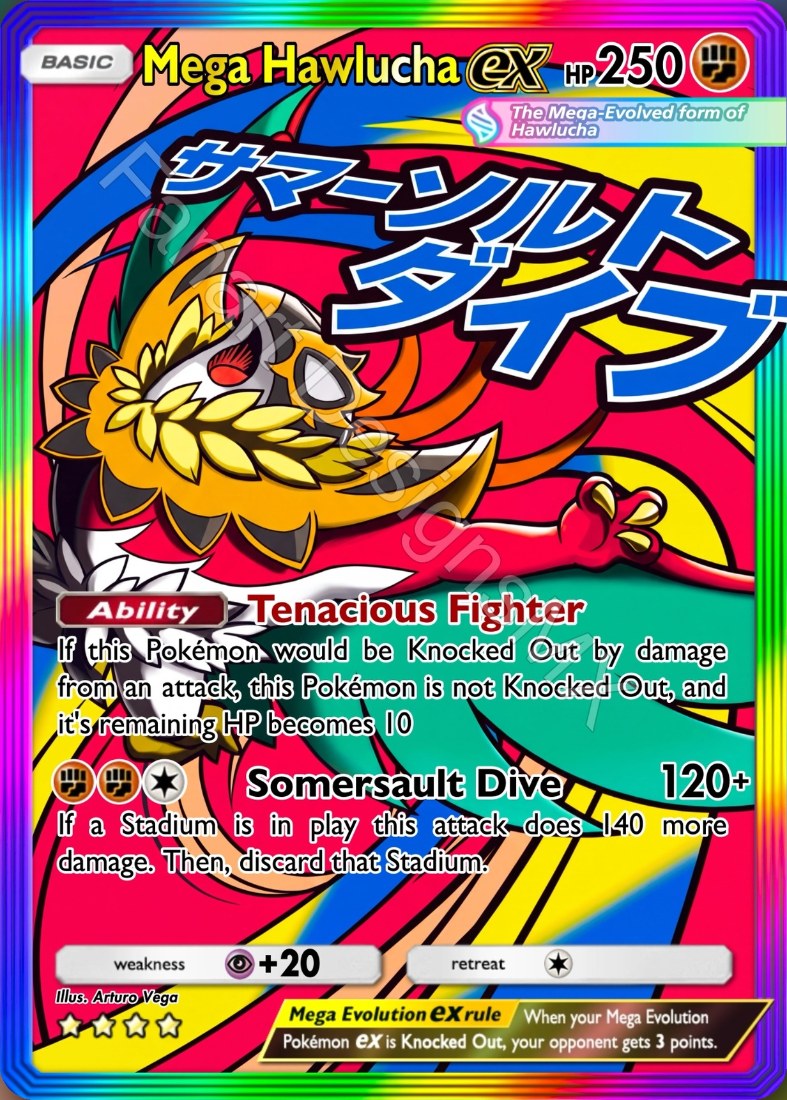 BASIC Mega Hawlucha ex HP 250
The Mega-Evolved form of
Hawlucha
サマーソルト
ダイブ
Ability Tenacious Fighter
If this Pokémon would be Knocked Out by damage
from an attack, this Pokémon is not Knocked Out, and
it's remaining HP becomes 10
Somersault Dive 120+
If a Stadium is in play this attack does 140 more
damage. Then, discard that Stadium.
weakness +20 retreat
Illus. Arturo Vega
Mega Evolution ex rule When your Mega Evolution
Pokémon ex is Knocked Out, your opponent gets 3 points.